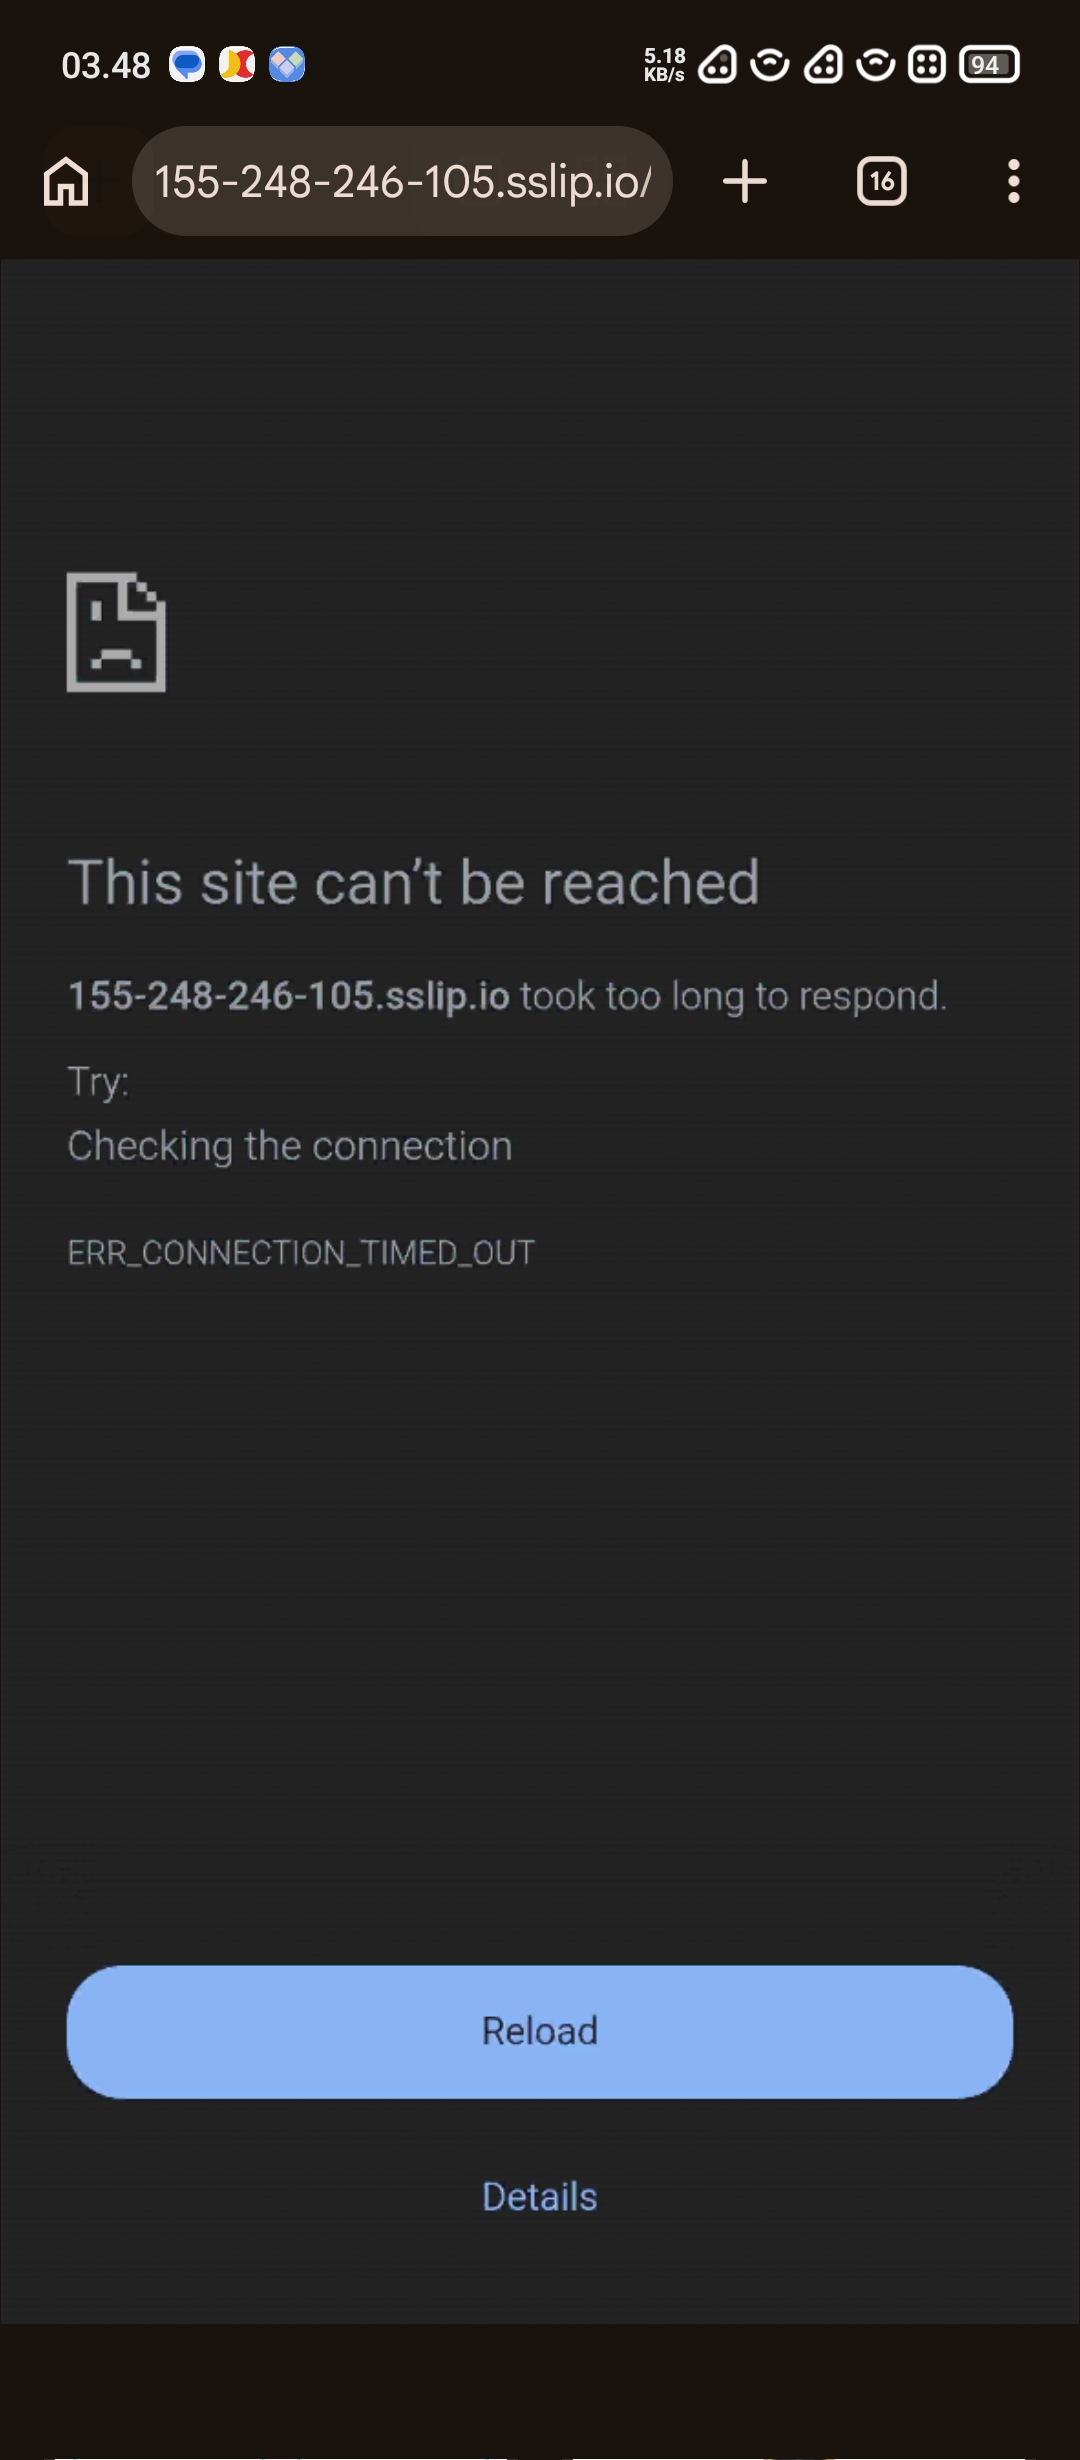 03.48
5.18
KB/s
94
155-248-246-105.sslip.io/
16
This site can’t be reached
155-248-246-105.sslip.io took too long to respond.
Try:
Checking the connection
ERR_CONNECTION_TIMED_OUT
Reload
Details